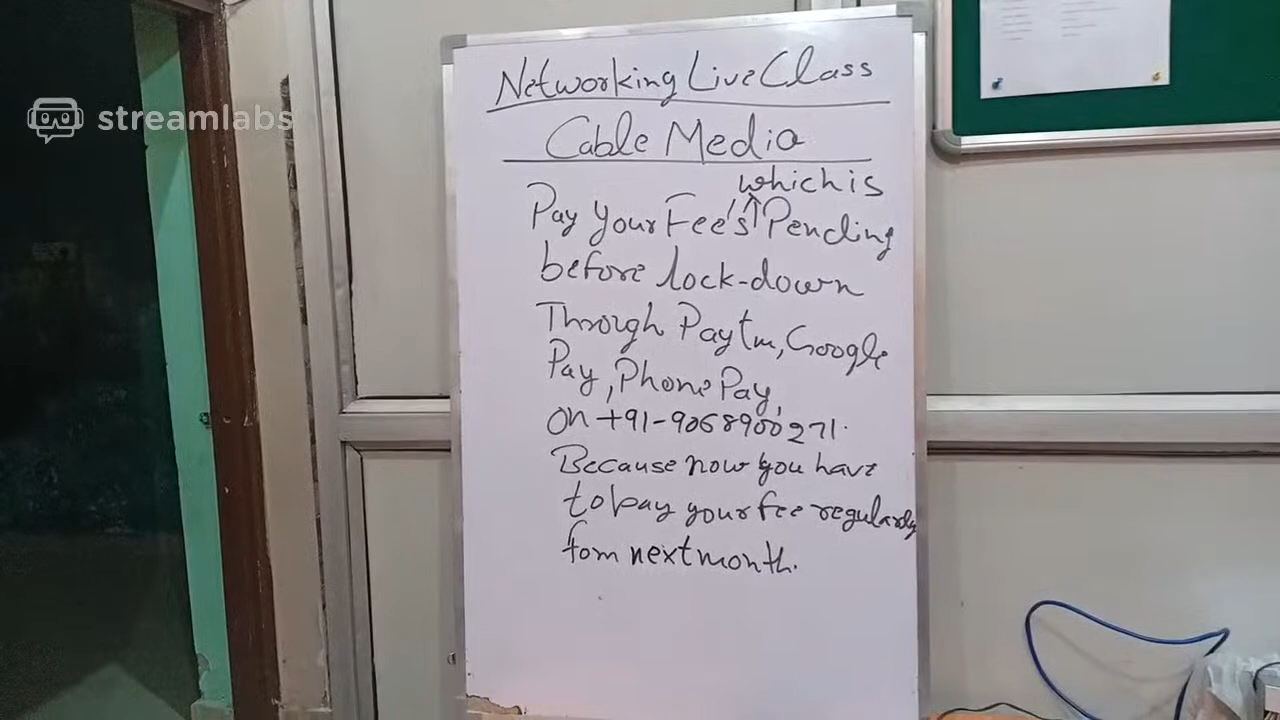 streamlabs
Networking Live Class
Cable Media
which is
Pay Your Fee's Pending
before lock-down
Through Paytm, Google
Pay, Phone Pay,
on +91-9068900271.
Because now you have
to pay your fee regularly
fom next month.